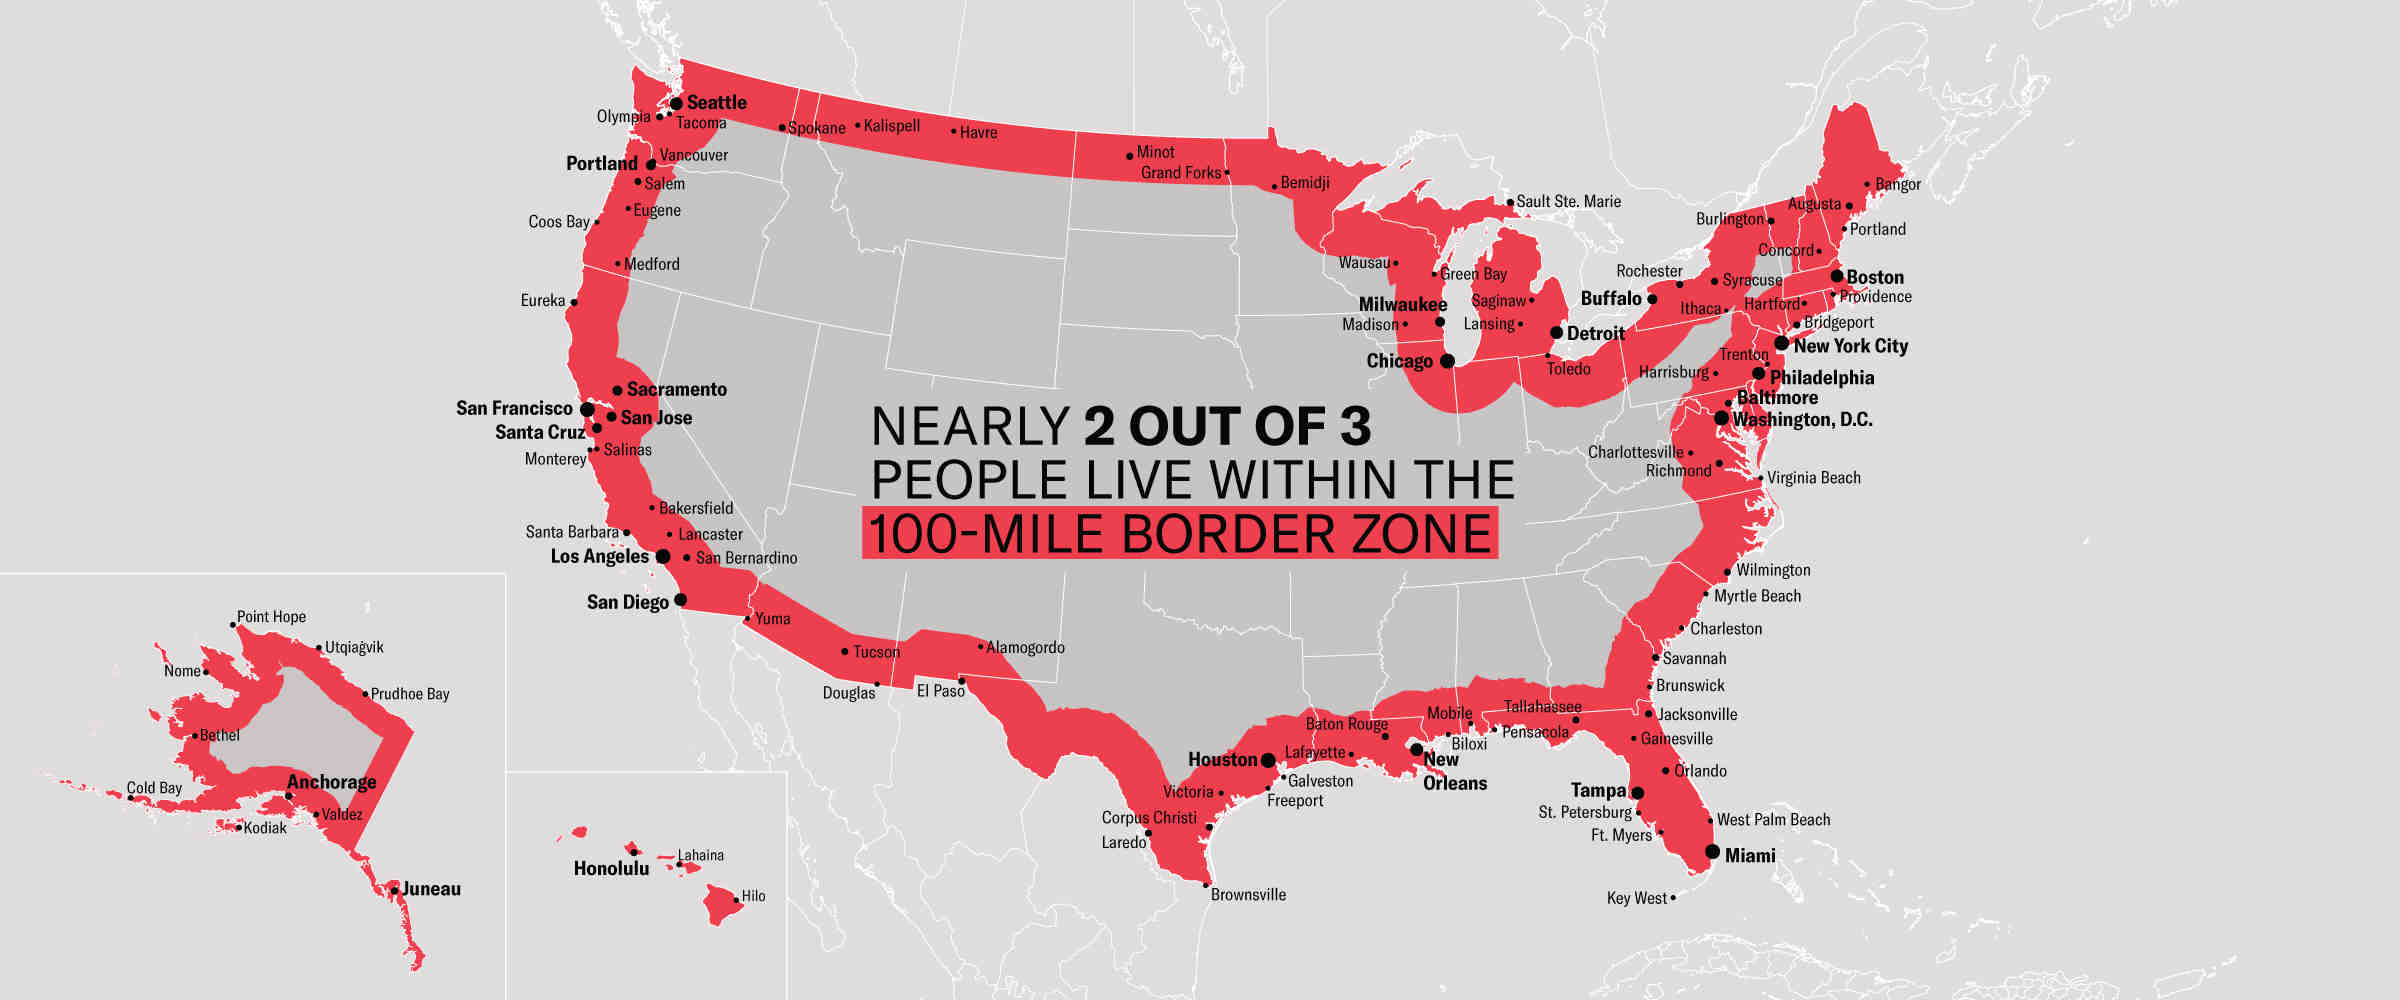 NEARLY 2 OUT OF 3
PEOPLE LIVE WITHIN THE
100-MILE BORDER ZONE
Seattle
Olympia
Tacoma
Spokane
Kalispell
Havre
Minot
Grand Forks
Bemidji
Portland
Vancouver
Salem
Eugene
Coos Bay
Medford
Eureka
Sacramento
San Francisco
San Jose
Santa Cruz
Salinas
Monterey
Bakersfield
Santa Barbara
Lancaster
Los Angeles
San Bernardino
San Diego
Yuma
Tucson
Douglas
Alamogordo
El Paso
Sault Ste. Marie
Wausau
Green Bay
Milwaukee
Madison
Chicago
Saginaw
Lansing
Detroit
Toledo
Bangor
Augusta
Burlington
Portland
Concord
Rochester
Syracuse
Boston
Buffalo
Ithaca
Hartford
Providence
Bridgeport
New York City
Trenton
Harrisburg
Philadelphia
Baltimore
Washington, D.C.
Charlottesville
Richmond
Virginia Beach
Wilmington
Myrtle Beach
Charleston
Savannah
Brunswick
Jacksonville
Tallahassee
Mobile
Pensacola
Biloxi
Baton Rouge
Lafayette
New
Orleans
Houston
Galveston
Freeport
Victoria
Corpus Christi
Laredo
Brownsville
Gainesville
Orlando
Tampa
St. Petersburg
Ft. Myers
West Palm Beach
Miami
Key West
Point Hope
Utqiaġvik
Nome
Prudhoe Bay
Bethel
Anchorage
Cold Bay
Valdez
Kodiak
Juneau
Honolulu
Lahaina
Hilo